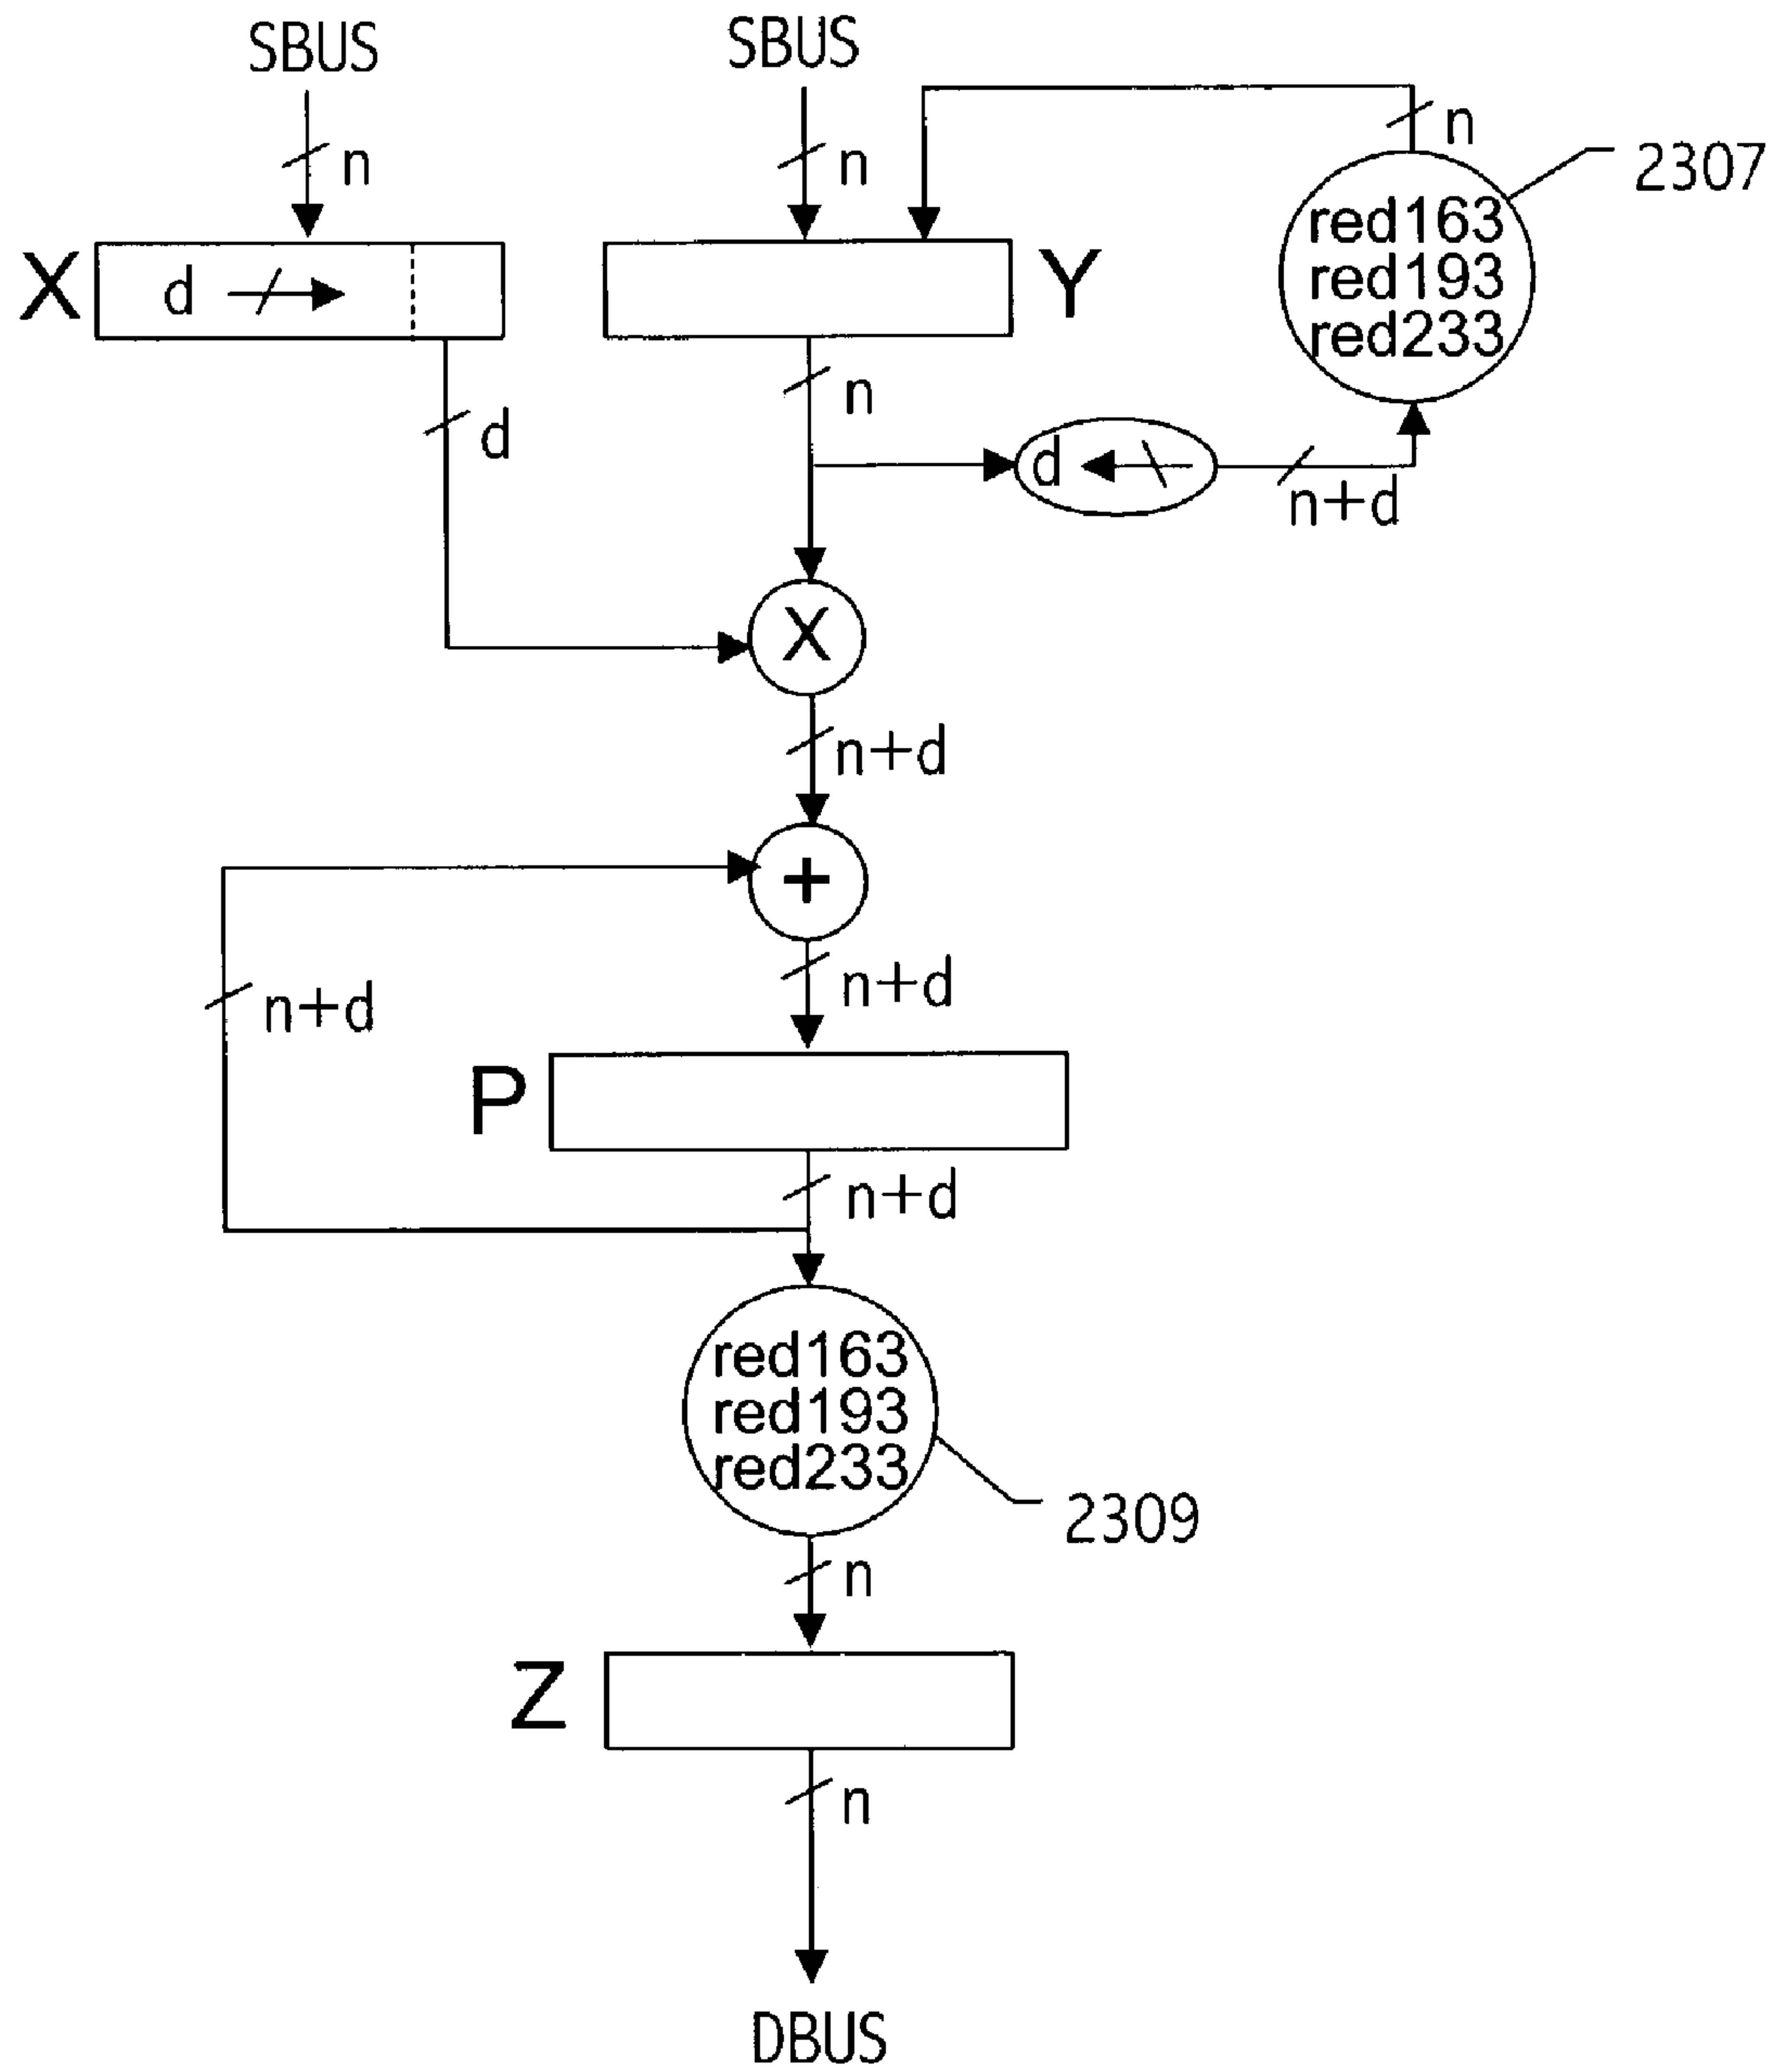 SBUS
SBUS
n
n
n
2307
red163
red193
red233
X
d
Y
n
d
d
n+d
X
n+d
+
n+d
n+d
P
n+d
red163
red193
red233
2309
n
Z
n
DBUS